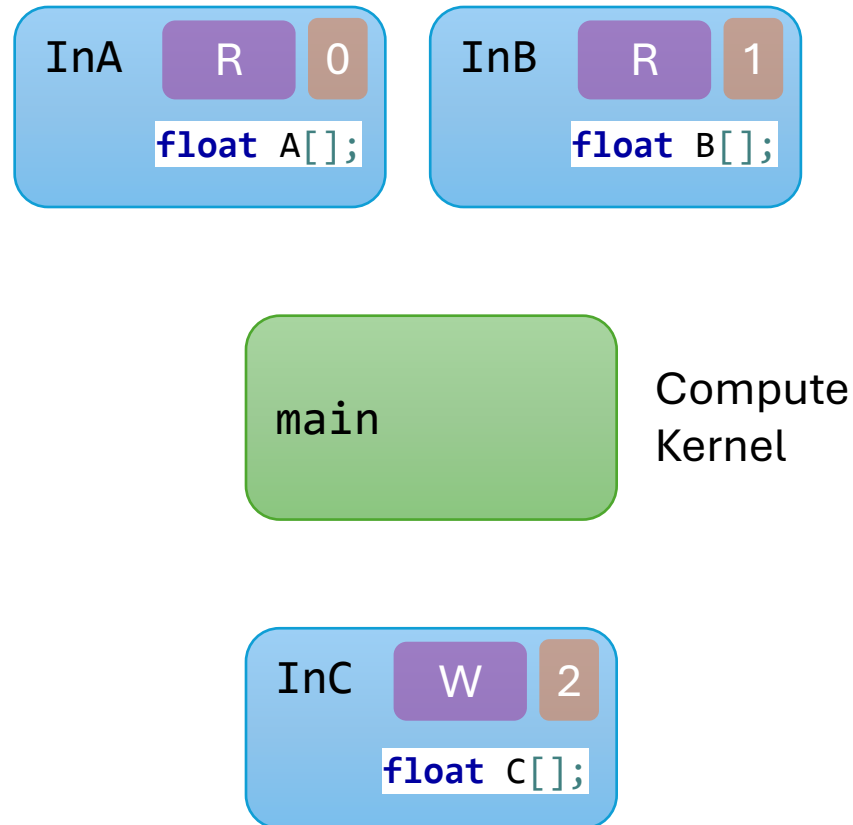 InA R 0
float A[];
InB R 1
float B[];
main
Compute
Kernel
InC W 2
float C[];